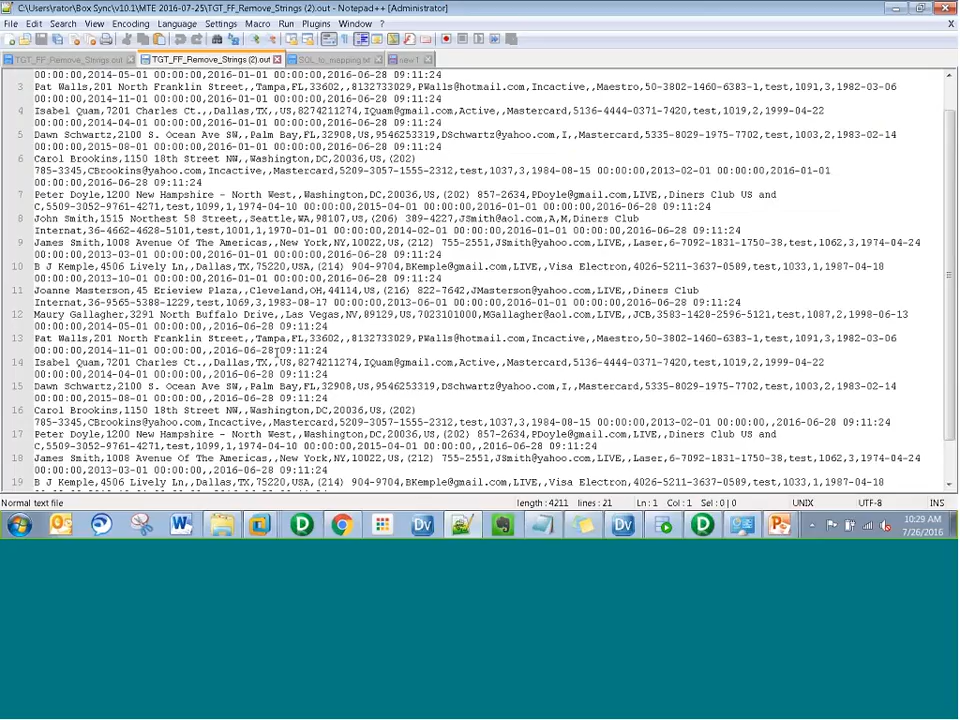 C:\Users\rator\Box Sync\v10.1\MTE 2016-07-25\TGT_FF_Remove_Strings (2).out - Notepad++ [Administrator]
File Edit Search View Encoding Language Settings Macro Run Plugins Window ?
TGT_FF_Remove_Strings.out TGT_FF_Remove_Strings (2).out SQL_to_mapping.txt new 1
00:00:00,2014-05-01 00:00:00,2016-01-01 00:00:00,2016-06-28 09:11:24
3 Pat Walls,201 North Franklin Street,,Tampa,FL,33602,,8132733029,PWalls@hotmail.com,Incactive,,Maestro,50-3802-1460-6383-1,test,1091,3,1982-03-06
00:00:00,2014-11-01 00:00:00,2016-01-01 00:00:00,2016-06-28 09:11:24
4 Isabel Quam,7201 Charles Ct.,,Dallas,TX,,US,8274211274,IQuam@gmail.com,Active,,Mastercard,5136-4444-0371-7420,test,1019,2,1999-04-22
00:00:00,2014-04-01 00:00:00,2016-01-01 00:00:00,2016-06-28 09:11:24
5 Dawn Schwartz,2100 S. Ocean Ave SW,,Palm Bay,FL,32908,US,9546253319,DSchwartz@yahoo.com,I,,Mastercard,5335-8029-1975-7702,test,1003,2,1983-02-14
00:00:00,2015-08-01 00:00:00,2016-01-01 00:00:00,2016-06-28 09:11:24
6 Carol Brookins,1150 18th Street NW,,Washington,DC,20036,US,(202)
785-3345,CBrookins@yahoo.com,Incactive,,Mastercard,5209-3057-1555-2312,test,1037,3,1984-08-15 00:00:00,2013-02-01 00:00:00,2016-01-01
00:00:00,2016-06-28 09:11:24
7 Peter Doyle,1200 New Hampshire - North West,,Washington,DC,20036,US,(202) 857-2634,PDoyle@gmail.com,LIVE,,Diners Club US and
C,5509-3052-9761-4271,test,1099,1,1974-04-10 00:00:00,2015-04-01 00:00:00,2016-01-01 00:00:00,2016-06-28 09:11:24
8 John Smith,1515 Northest 58 Street,,Seattle,WA,98107,US,(206) 389-4227,JSmith@aol.com,A,M,Diners Club
Internat,36-4662-4628-5101,test,1001,1,1970-01-01 00:00:00,2014-02-01 00:00:00,2016-01-01 00:00:00,2016-06-28 09:11:24
9 James Smith,1008 Avenue Of The Americas,,New York,NY,10022,US,(212) 755-2551,JSmith@yahoo.com,LIVE,,Laser,6-7092-1831-1750-38,test,1062,3,1974-04-24
00:00:00,2013-03-01 00:00:00,2016-01-01 00:00:00,2016-06-28 09:11:24
10 B J Kemple,4506 Lively Ln,,Dallas,TX,75220,USA,(214) 904-9704,BKemple@gmail.com,LIVE,,Visa Electron,4026-5211-3637-0589,test,1033,1,1987-04-18
00:00:00,2013-10-01 00:00:00,2016-01-01 00:00:00,2016-06-28 09:11:24
11 Joanne Masterson,45 Erieview Plaza,,Cleveland,OH,44114,US,(216) 822-7642,JMasterson@yahoo.com,LIVE,,Diners Club
Internat,36-9565-5388-1229,test,1069,3,1983-08-17 00:00:00,2013-06-01 00:00:00,2016-01-01 00:00:00,2016-06-28 09:11:24
12 Maury Gallagher,3291 North Buffalo Drive,,Las Vegas,NV,89129,US,7023101000,MGallagher@aol.com,LIVE,,JCB,3583-1428-2596-5121,test,1087,2,1998-06-13
00:00:00,2014-05-01 00:00:00,,2016-06-28 09:11:24
13 Pat Walls,201 North Franklin Street,,Tampa,FL,33602,,8132733029,PWalls@hotmail.com,Incactive,,Maestro,50-3802-1460-6383-1,test,1091,3,1982-03-06
00:00:00,2014-11-01 00:00:00,,2016-06-28 09:11:24
14 Isabel Quam,7201 Charles Ct.,,Dallas,TX,,US,8274211274,IQuam@gmail.com,Active,,Mastercard,5136-4444-0371-7420,test,1019,2,1999-04-22
00:00:00,2014-04-01 00:00:00,,2016-06-28 09:11:24
15 Dawn Schwartz,2100 S. Ocean Ave SW,,Palm Bay,FL,32908,US,9546253319,DSchwartz@yahoo.com,I,,Mastercard,5335-8029-1975-7702,test,1003,2,1983-02-14
00:00:00,2015-08-01 00:00:00,,2016-06-28 09:11:24
16 Carol Brookins,1150 18th Street NW,,Washington,DC,20036,US,(202)
785-3345,CBrookins@yahoo.com,Incactive,,Mastercard,5209-3057-1555-2312,test,1037,3,1984-08-15 00:00:00,2013-02-01 00:00:00,,2016-06-28 09:11:24
17 Peter Doyle,1200 New Hampshire - North West,,Washington,DC,20036,US,(202) 857-2634,PDoyle@gmail.com,LIVE,,Diners Club US and
C,5509-3052-9761-4271,test,1099,1,1974-04-10 00:00:00,2015-04-01 00:00:00,,2016-06-28 09:11:24
18 James Smith,1008 Avenue Of The Americas,,New York,NY,10022,US,(212) 755-2551,JSmith@yahoo.com,LIVE,,Laser,6-7092-1831-1750-38,test,1062,3,1974-04-24
00:00:00,2013-03-01 00:00:00,,2016-06-28 09:11:24
19 B J Kemple,4506 Lively Ln,,Dallas,TX,75220,USA,(214) 904-9704,BKemple@gmail.com,LIVE,,Visa Electron,4026-5211-3637-0589,test,1033,1,1987-04-18
Normal text file length : 4211 lines : 21 Ln : 1 Col : 1 Sel : 0 | 0 UNIX UTF-8 INS
10:29 AM
7/26/2016